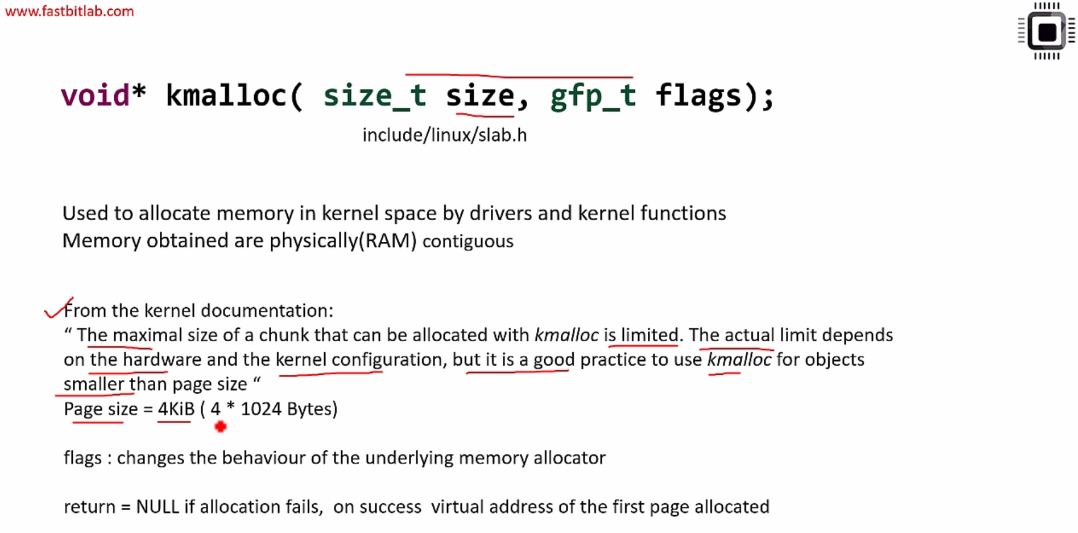 www.fastbitlab.com
void* kmalloc( size_t size, gfp_t flags);
include/linux/slab.h
Used to allocate memory in kernel space by drivers and kernel functions
Memory obtained are physically(RAM) contiguous
From the kernel documentation:
“ The maximal size of a chunk that can be allocated with kmalloc is limited. The actual limit depends
on the hardware and the kernel configuration, but it is a good practice to use kmalloc for objects
smaller than page size “
Page size = 4KiB ( 4 * 1024 Bytes)
flags : changes the behaviour of the underlying memory allocator
return = NULL if allocation fails, on success virtual address of the first page allocated